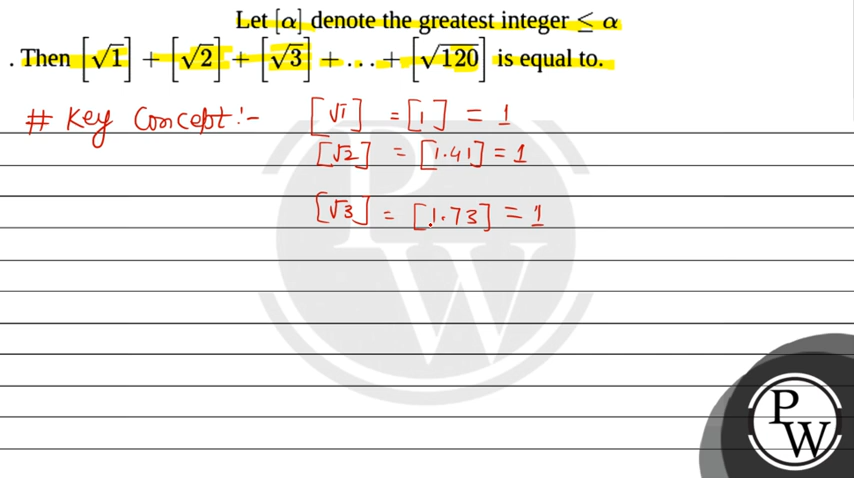 Let [α] denote the greatest integer ≤ α
. Then [√1] + [√2] + [√3] + … + [√120] is equal to.
# Key Concept:- [√1] = [1] = 1
[√2] = [1.41] = 1
[√3] = [1.73] = 1
PW